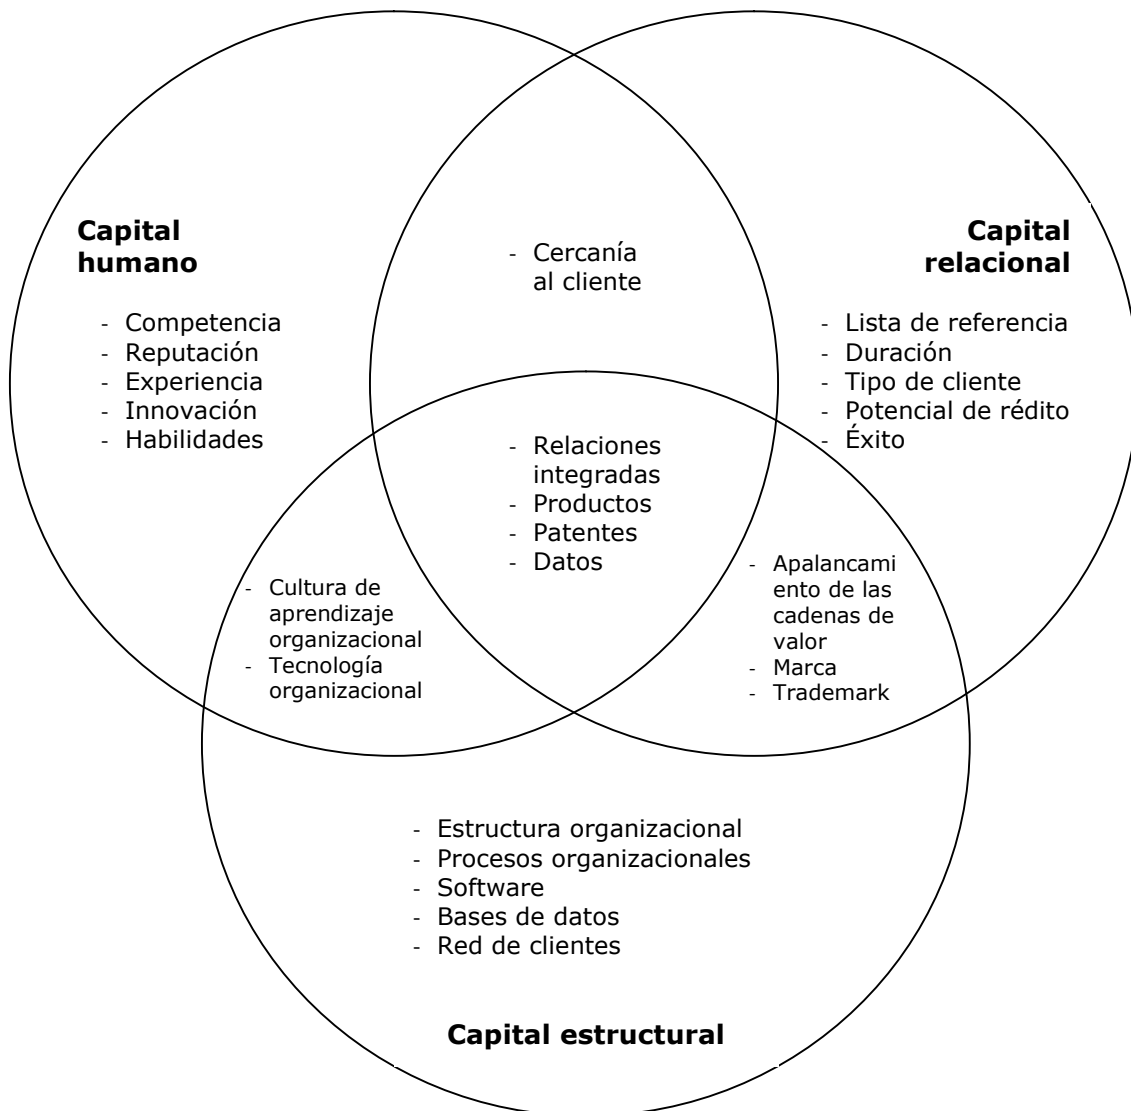 Capital
humano
- Competencia
- Reputación
- Experiencia
- Innovación
- Habilidades
- Cercanía
al cliente
Capital
relacional
- Lista de referencia
- Duración
- Tipo de cliente
- Potencial de rédito
- Éxito
- Relaciones
integradas
- Productos
- Patentes
- Datos
- Cultura de
aprendizaje
organizacional
- Tecnología
organizacional
- Apalancami
ento de las
cadenas de
valor
- Marca
- Trademark
- Estructura organizacional
- Procesos organizacionales
- Software
- Bases de datos
- Red de clientes
Capital estructural